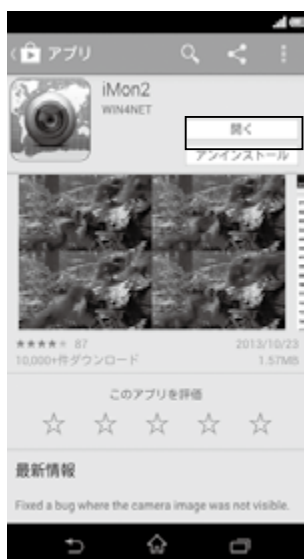 アプリ
iMon2
WIN4NET
開く
アンインストール
87
2013/10/23
10,000+件ダウンロード
1.57MB
このアプリを評価
最新情報
Fixed a bug where the camera image was not visible.